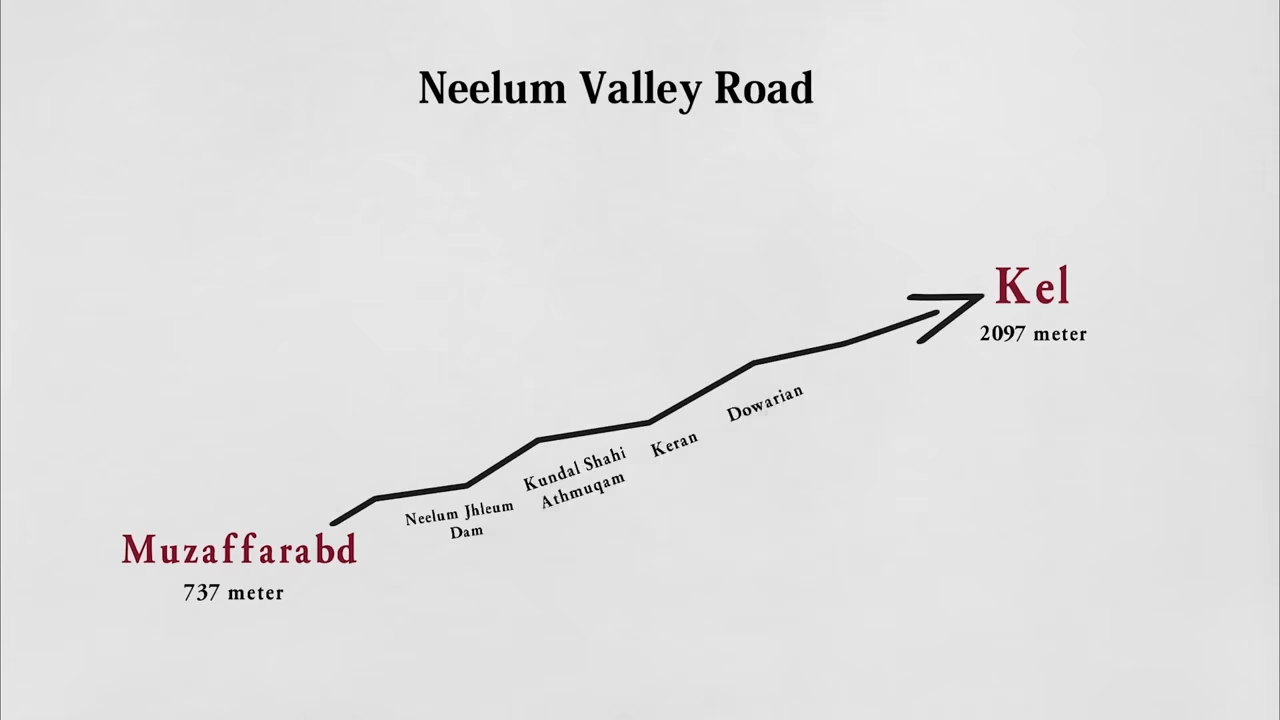 Neelum Valley Road
Kel
2097 meter
Dowarian
Keran
Kundal Shahi
Athmuqam
Neelum Jhleum
Dam
Muzaffarabd
737 meter